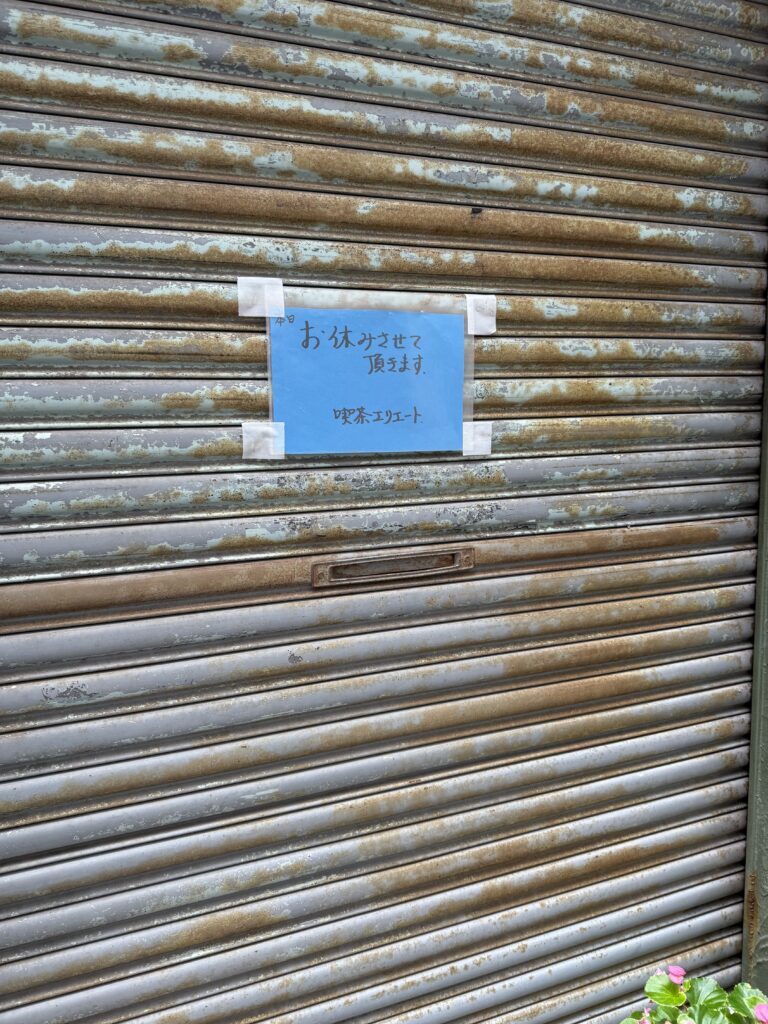 本日
お休みさせて
頂きます.
喫茶エリエート